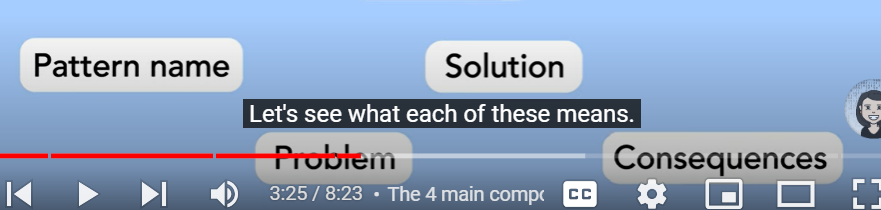 Pattern name
Solution
Let's see what each of these means.
Problem
Consequences
3:25 / 8:23 • The 4 main compo
CC